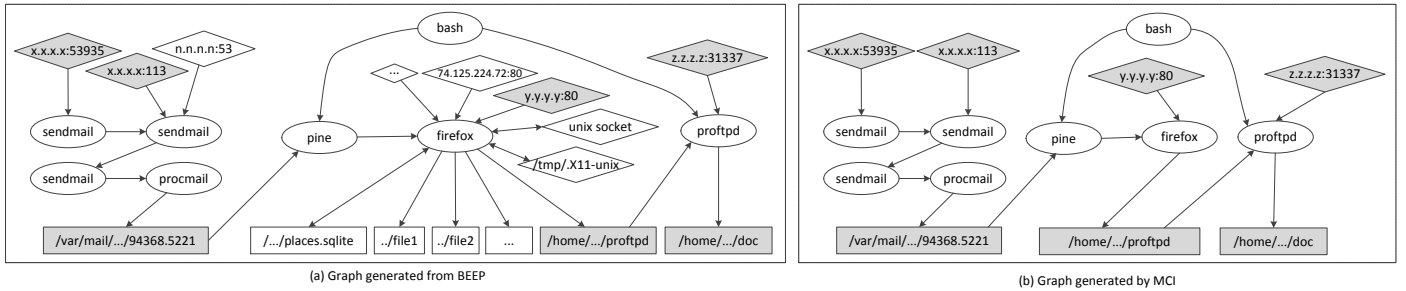 bash
x.x.x.x:53935
n.n.n.n:53
x.x.x.x:113
...
74.125.224.72:80
z.z.z.z:31337
y.y.y.y:80
sendmail
sendmail
pine
firefox
unix socket
proftpd
/tmp/.X11-unix
sendmail
procmail
/var/mail/.../94368.5221
/.../places.sqlite
../file1
../file2
...
/home/.../proftpd
/home/.../doc
(a) Graph generated from BEEP
bash
x.x.x.x:53935
x.x.x.x:113
y.y.y.y:80
z.z.z.z:31337
sendmail
sendmail
pine
firefox
proftpd
sendmail
procmail
/var/mail/.../94368.5221
/home/.../proftpd
/home/.../doc
(b) Graph generated by MCI